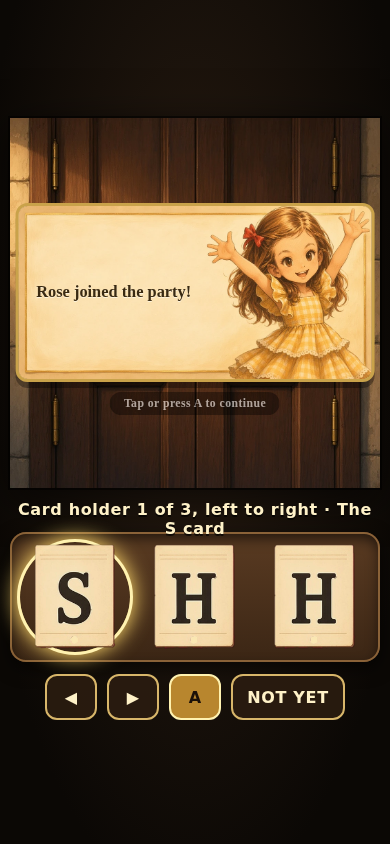 Rose joined the party!
Tap or press A to continue
Card holder 1 of 3, left to right · The
S card
S H H
◀ ▶ A NOT YET